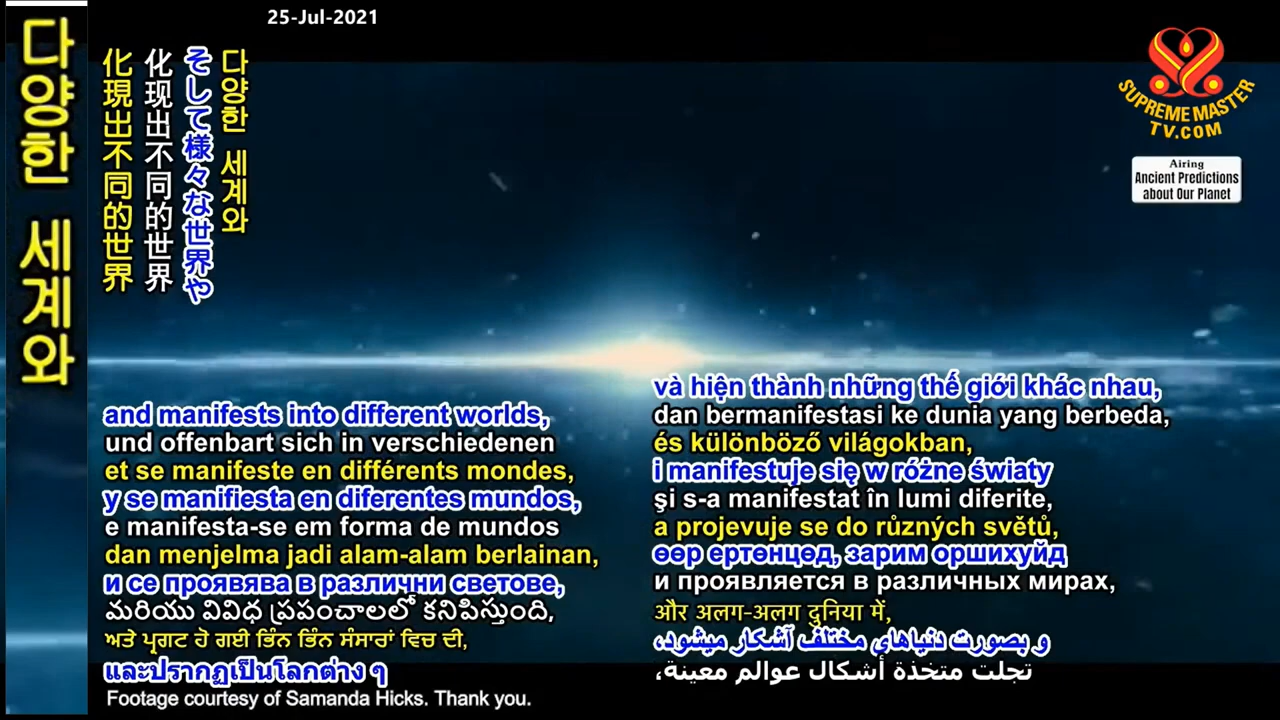 25-Jul-2021
다양한 세계와
化現出不同的世界
化现出不同的世界
そして様々な世界や
다양한 세계와
SUPREME MASTER
TV.COM
Airing
Ancient Predictions
about Our Planet
and manifests into different worlds,
und offenbart sich in verschiedenen
et se manifeste en différents mondes,
y se manifiesta en diferentes mundos,
e manifesta-se em forma de mundos
dan menjelma jadi alam-alam berlainan,
и се проявява в различни светове,
మరియు వివిధ ప్రపంచాలలో కనిపిస్తుంది,
ਅਤੇ ਪ੍ਰਗਟ ਹੋ ਗਈ ਭਿੰਨ ਭਿੰਨ ਸੰਸਾਰਾਂ ਵਿਚ ਦੀ,
และปรากฏเป็นโลกต่าง ๆ
và hiện thành những thế giới khác nhau,
dan bermanifestasi ke dunia yang berbeda,
és különböző világokban,
i manifestuje się w różne światy
şi s-a manifestat în lumi diferite,
a projevuje se do různých světů,
өөр ертөнцөд, зарим оршихуйд
и проявляется в различных мирах,
और अलग-अलग दुनिया में,
و بصورت دنیاهای مختلف آشکار میشود،
تجلت متخذة أشكال عوالم معينة،
Footage courtesy of Samanda Hicks. Thank you.